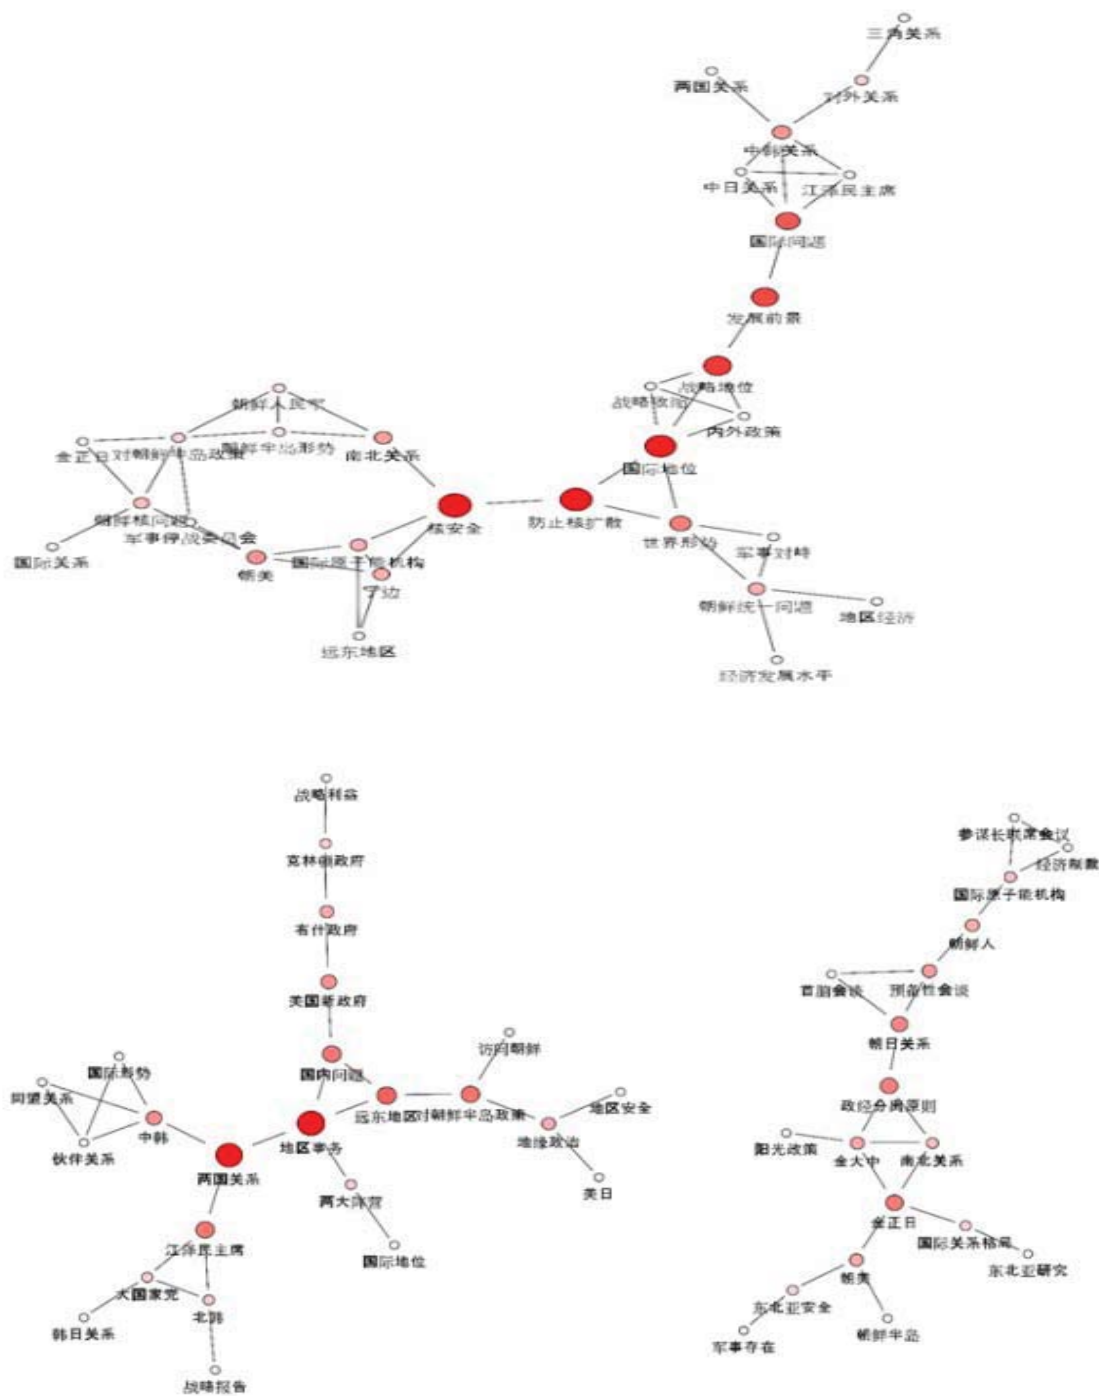 三角关系
两国关系
对外关系
中韩关系
中日关系
江泽民主席
国际问题
发展前景
战略地位
内外政策
国际地位
朝鲜人民军
金正日
对朝鲜半岛政策
朝鲜半岛形势
南北关系
核安全
防止核扩散
朝鲜核问题
军事停战委员会
国际关系
朝美
国际原子能机构
宁边
世界形势
军事对峙
朝鲜统一问题
地区经济
远东地区
经济发展水平
战略利益
克林顿政府
布什政府
美国新政府
国内问题
访问朝鲜
国际形势
同盟关系
中韩
伙伴关系
远东地区
对朝鲜半岛政策
地区安全
地区事务
地缘政治
两国关系
两大阵营
美日
江泽民主席
国际地位
大国家党
北韩
韩日关系
战略报告
参谋长联席会议
经济制裁
国际原子能机构
朝鲜人
首脑会谈
预备性会谈
朝日关系
政经分离原则
阳光政策
金大中
南北关系
金正日
国际关系格局
东北亚研究
朝美
东北亚安全
朝鲜半岛
军事存在